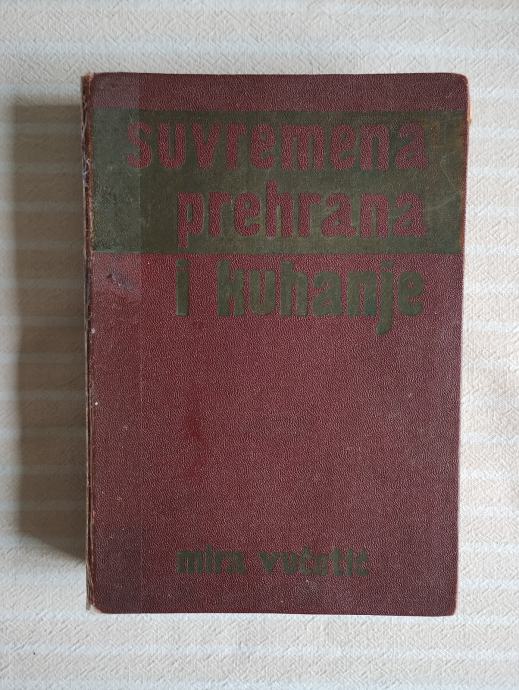 suvremena
prehrana
i kuhanje
mira vučetić